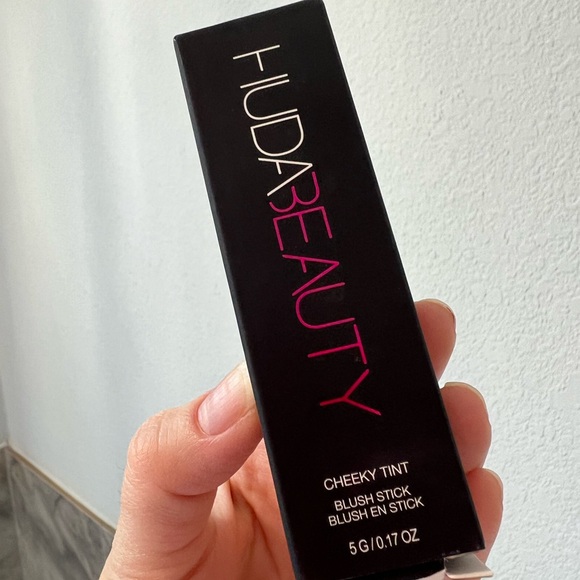 HUDABEAUTY
CHEEKY TINT
BLUSH STICK
BLUSH EN STICK
5 G / 0.17 OZ